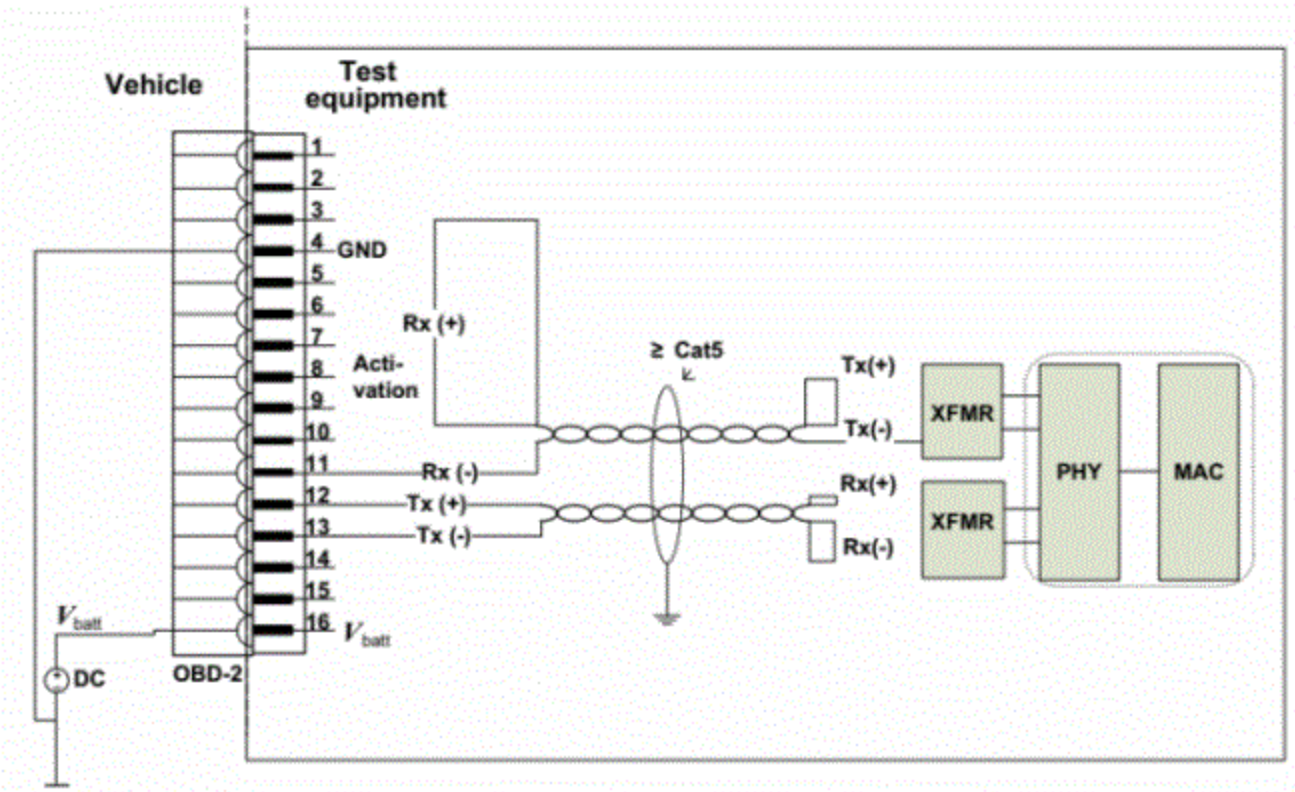 Vehicle
Test
equipment
1
2
3
4 GND
5
6
7
8
9
10
11
12
13
14
15
16
Acti-
vation
Rx (+)
Rx (-)
Tx (+)
Tx (-)
≥ Cat5
Tx(+)
Tx(-)
Rx(+)
Rx(-)
XFMR
XFMR
PHY
MAC
Vbatt
Vbatt
DC
OBD-2